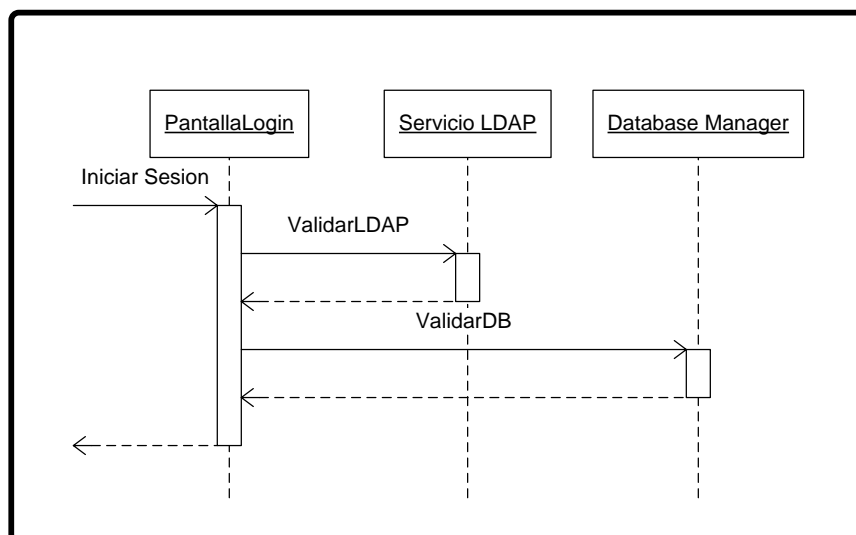 PantallaLogin
Servicio LDAP
Database Manager
Iniciar Sesion
ValidarLDAP
ValidarDB